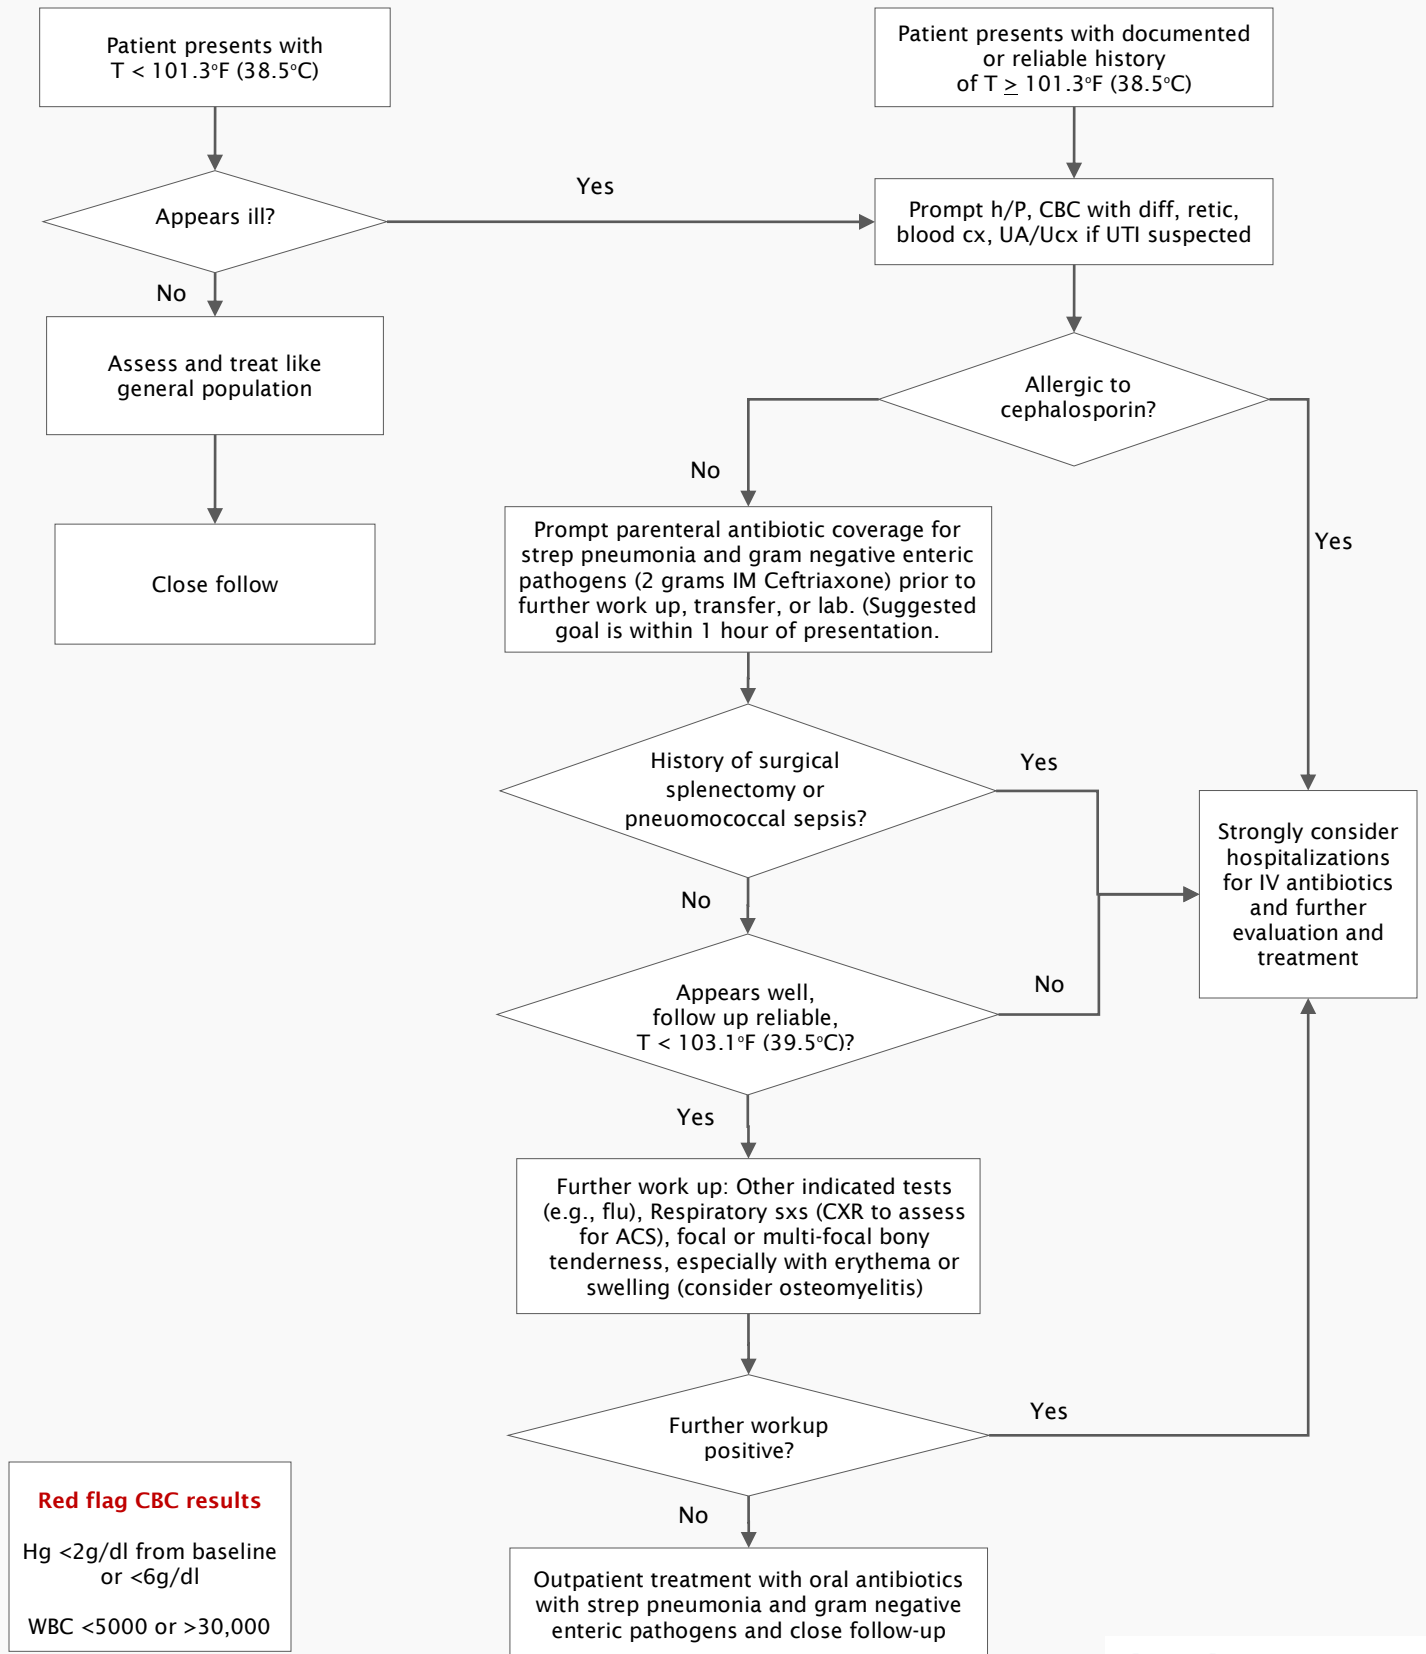 Patient presents with
T < 101.3°F (38.5°C)
Patient presents with documented
or reliable history
of T ≥ 101.3°F (38.5°C)
Appears ill?
Yes
Prompt h/P, CBC with diff, retic,
blood cx, UA/Ucx if UTI suspected
No
Assess and treat like
general population
Close follow
Allergic to
cephalosporin?
No
Yes
Prompt parenteral antibiotic coverage for
strep pneumonia and gram negative enteric
pathogens (2 grams IM Ceftriaxone) prior to
further work up, transfer, or lab. (Suggested
goal is within 1 hour of presentation.
History of surgical
splenectomy or
pneuomococcal sepsis?
Yes
No
Strongly consider
hospitalizations
for IV antibiotics
and further
evaluation and
treatment
Appears well,
follow up reliable,
T < 103.1°F (39.5°C)?
No
Yes
Further work up: Other indicated tests
(e.g., flu), Respiratory sxs (CXR to assess
for ACS), focal or multi-focal bony
tenderness, especially with erythema or
swelling (consider osteomyelitis)
Further workup
positive?
Yes
No
Outpatient treatment with oral antibiotics
with strep pneumonia and gram negative
enteric pathogens and close follow-up
Red flag CBC results
Hg <2g/dl from baseline
or <6g/dl
WBC <5000 or >30,000